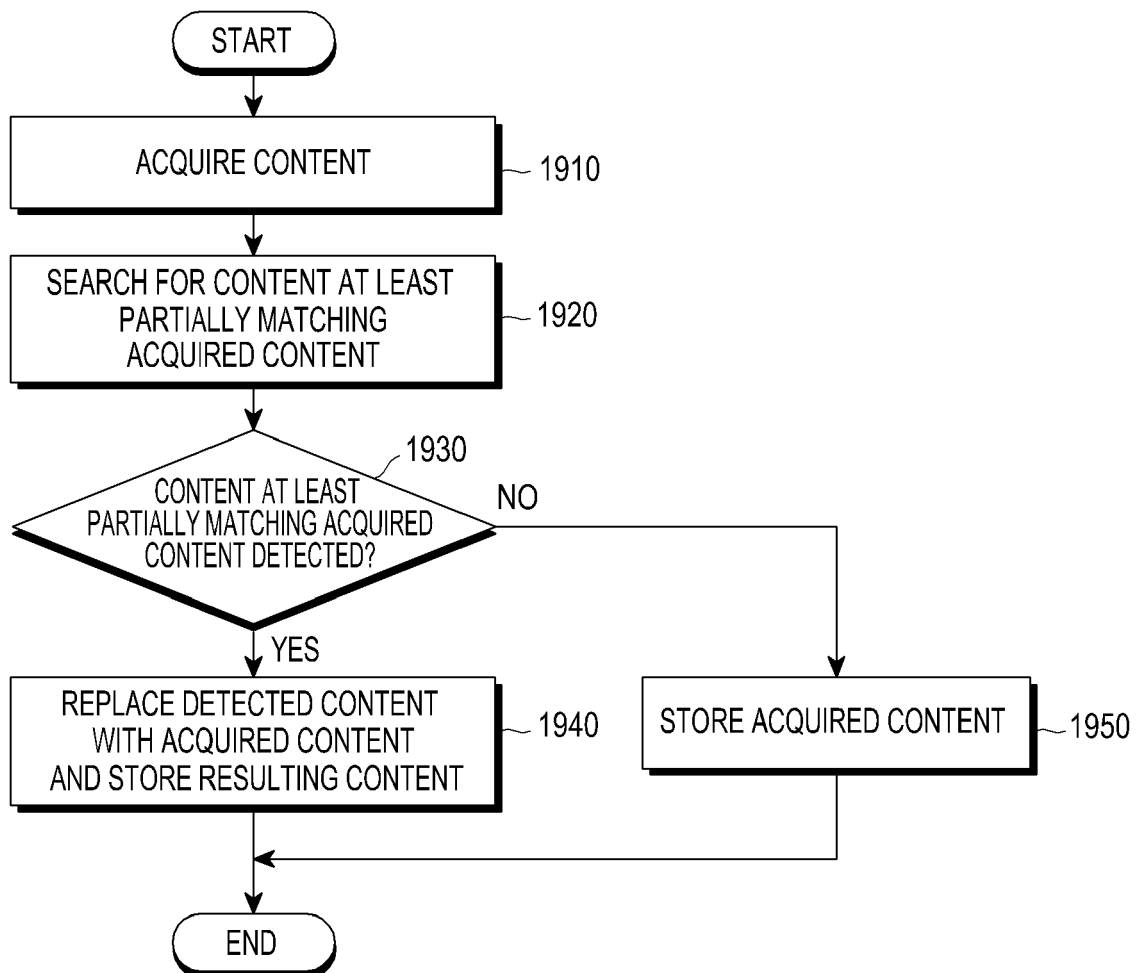 START
ACQUIRE CONTENT
1910
SEARCH FOR CONTENT AT LEAST
PARTIALLY MATCHING
ACQUIRED CONTENT
1920
1930
CONTENT AT LEAST
PARTIALLY MATCHING ACQUIRED
CONTENT DETECTED?
NO
YES
REPLACE DETECTED CONTENT
WITH ACQUIRED CONTENT
AND STORE RESULTING CONTENT
1940
STORE ACQUIRED CONTENT
1950
END